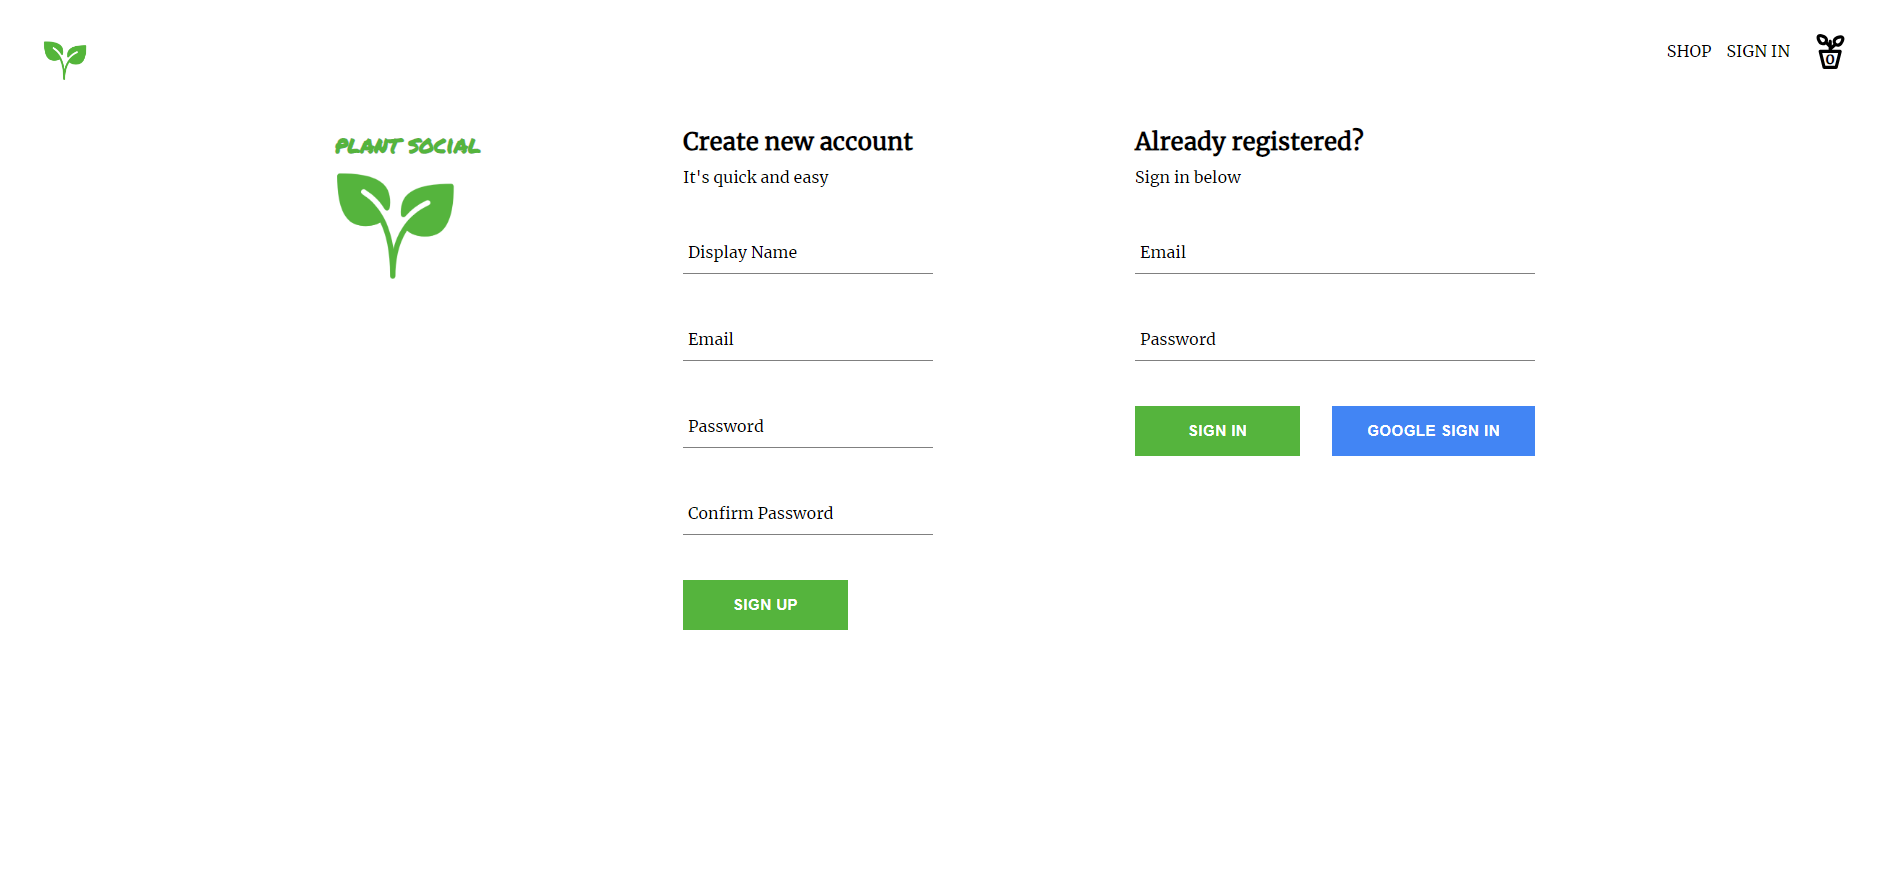 SHOP SIGN IN
0
PLANT SOCIAL
Create new account
It's quick and easy
Display Name
Email
Password
Confirm Password
SIGN UP
Already registered?
Sign in below
Email
Password
SIGN IN
GOOGLE SIGN IN